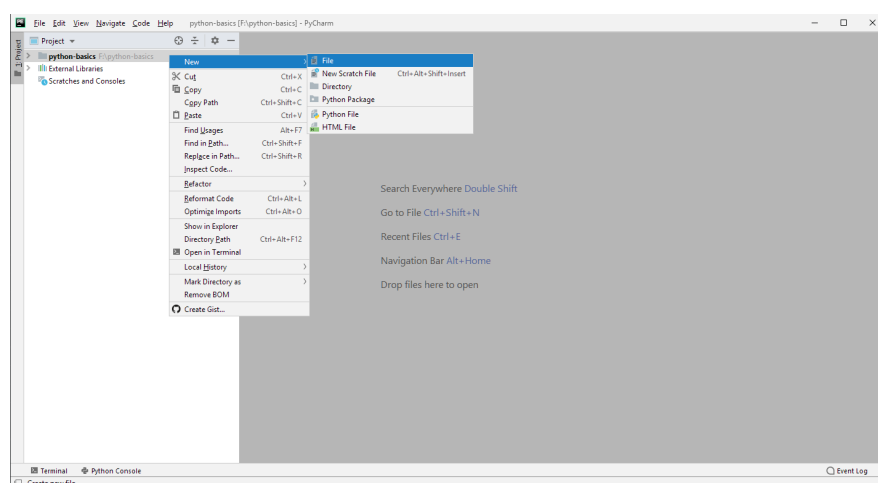 PC File Edit View Navigate Code Help python-basics [F:\python-basics] - PyCharm
1: Project
Project
python-basics F:\python-basics
External Libraries
Scratches and Consoles
New
Cut Ctrl+X
Copy Ctrl+C
Copy Path Ctrl+Shift+C
Paste Ctrl+V
Find Usages Alt+F7
Find in Path... Ctrl+Shift+F
Replace in Path... Ctrl+Shift+R
Inspect Code...
Refactor
Reformat Code Ctrl+Alt+L
Optimize Imports Ctrl+Alt+O
Show in Explorer
Directory Path Ctrl+Alt+F12
Open in Terminal
Local History
Mark Directory as
Remove BOM
Create Gist...
File
New Scratch File Ctrl+Alt+Shift+Insert
Directory
Python Package
Python File
HTML File
Search Everywhere Double Shift
Go to File Ctrl+Shift+N
Recent Files Ctrl+E
Navigation Bar Alt+Home
Drop files here to open
Terminal Python Console Event Log
Create new file